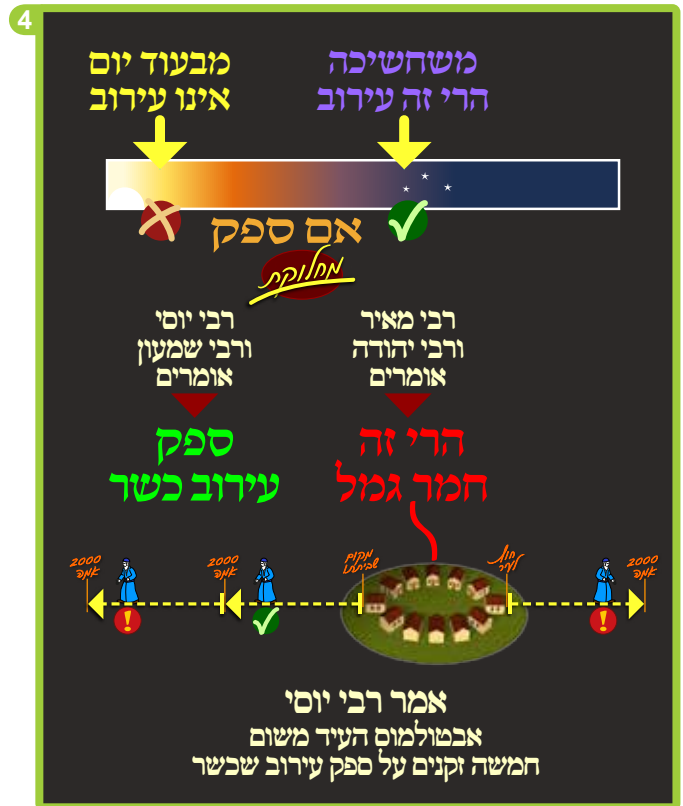 4
משחשיכה
הרי זה עירוב
מבעוד יום
אינו עירוב
אם ספק
מחלוקת
רבי מאיר
ורבי יהודה
אומרים
הרי זה
חמר גמל
רבי יוסי
ורבי שמעון
אומרים
ספק
עירוב כשר
2000
אמה
חוץ
לעיר
מקום
שביתתו
2000
אמה
2000
אמה
אמר רבי יוסי
אבטולמוס העיד משום
חמשה זקנים על ספק עירוב שכשר